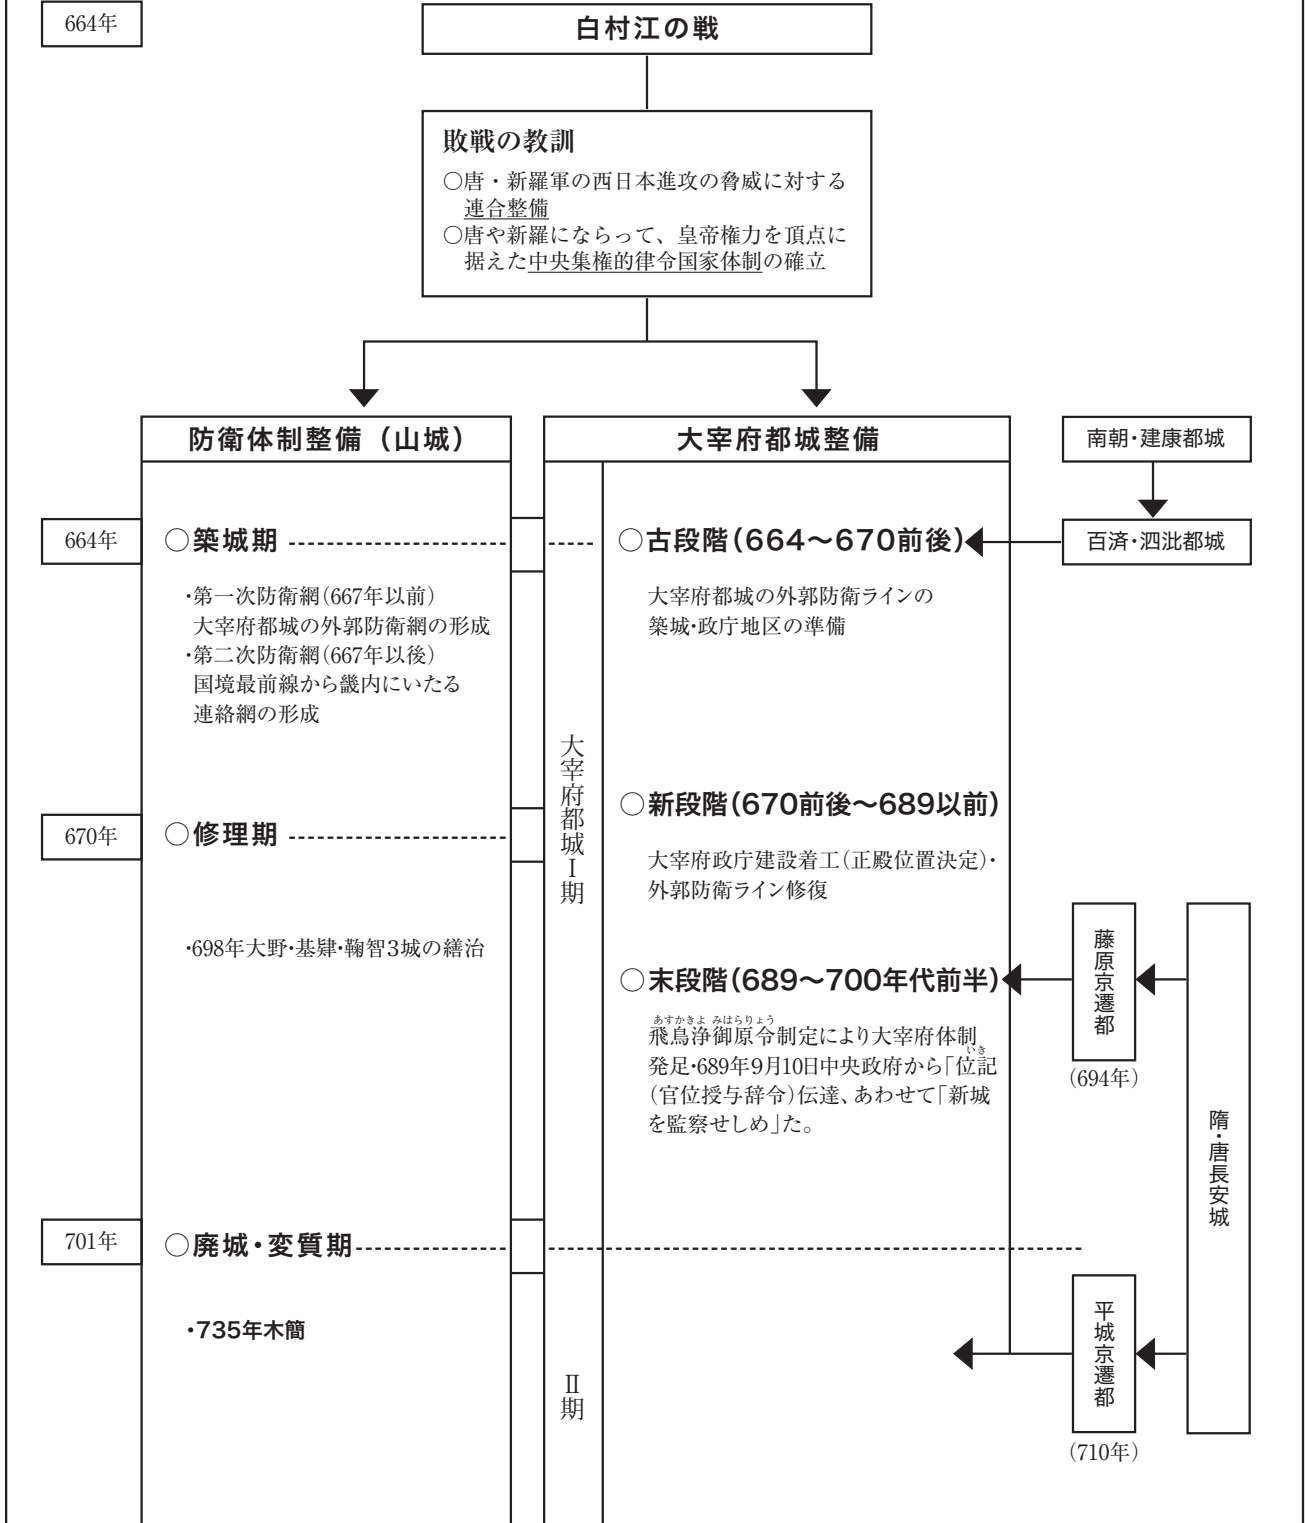 664年
白村江の戦
敗戦の教訓
○唐・新羅軍の西日本進攻の脅威に対する
連合整備
○唐や新羅にならって、皇帝権力を頂点に
据えた中央集権的律令国家体制の確立
防衛体制整備（山城）
大宰府都城整備
南朝・建康都城
664年
○築城期
○古段階（664～670前後）
百済・泗沘都城
・第一次防衛網（667年以前）
大宰府都城の外郭防衛網の形成
・第二次防衛網（667年以後）
国境最前線から畿内にいたる
連絡網の形成
大宰府都城の外郭防衛ラインの
築城・政庁地区の準備
大宰府都城Ⅰ期
670年
○修理期
○新段階（670前後～689以前）
大宰府政庁建設着工（正殿位置決定）・
外郭防衛ライン修復
・698年大野・基肄・鞠智3城の繕治
○末段階（689～700年代前半）
あすかきよ みはらりょう
飛鳥浄御原令制定により大宰府体制
いき
発足・689年9月10日中央政府から「位記
（官位授与辞令）伝達、あわせて「新城
を監察せしめ」た。
藤原京遷都
（694年）
隋・唐長安城
701年
○廃城・変質期
・735年木簡
Ⅱ期
平城京遷都
（710年）